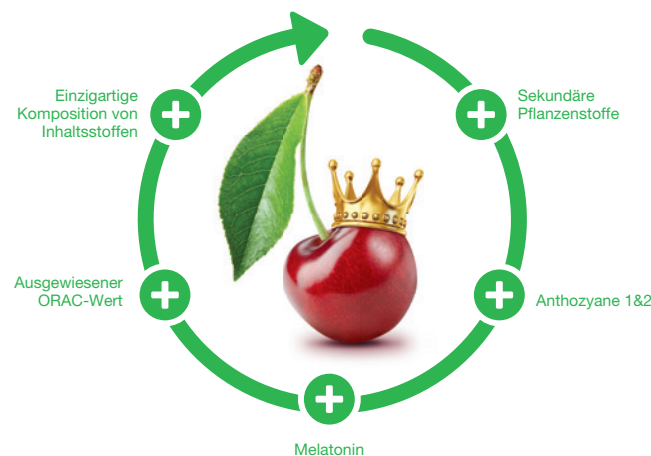 Einzigartige
Komposition von
Inhaltsstoffen
Sekundäre
Pflanzenstoffe
Ausgewiesener
ORAC-Wert
Anthozyane 1&2
Melatonin